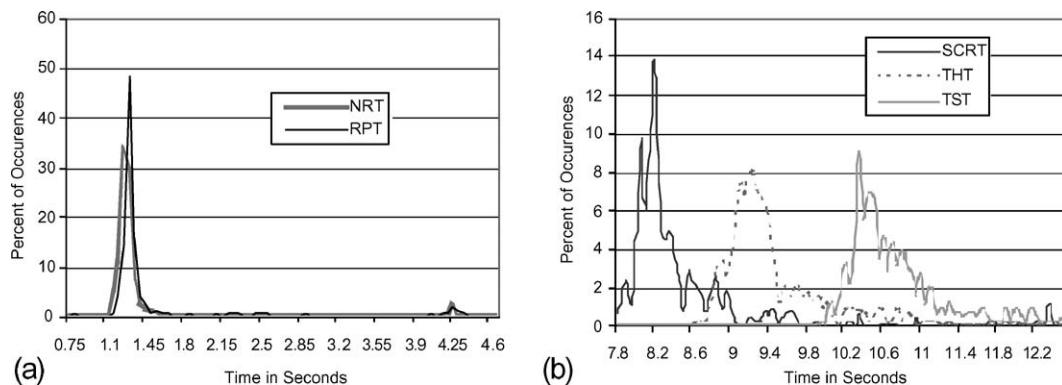 60
50
40
30
20
10
0
Percent of Occurences
NRT
RPT
0.75 1.1 1.45 1.8 2.15 2.5 2.85 3.2 3.55 3.9 4.25 4.6
Time in Seconds
(a)
16
14
12
10
8
6
4
2
0
Percent of Occurences
SCRT
THT
TST
7.8 8.2 8.6 9 9.4 9.8 10.2 10.6 11 11.4 11.8 12.2
Time in Seconds
(b)